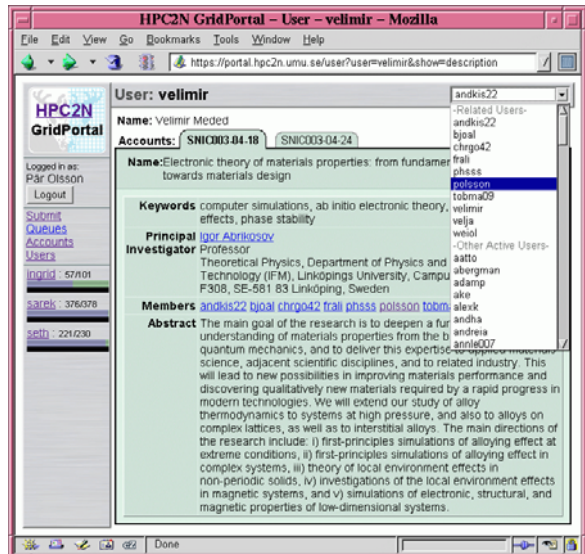 HPC2N GridPortal – User – velimir – Mozilla
File Edit View Go Bookmarks Tools Window Help
https://portal.hpc2n.umu.se/user?user=velimir&show=description
HPC2N
GridPortal
Logged in as:
Pär Olsson
Logout
Submit
Queues
Accounts
Users
ingrid : 57/101
sarek : 376/378
seth : 221/230
User: velimir
andkis22
Name: Velimir Meded
Accounts: SNIC003-04-18 SNIC003-04-24
-Related Users-
andkis22
bjoal
chrgo42
frali
phsss
polsson
tobma09
velimir
velja
weiol
-Other Active Users-
aatto
abergman
adamp
ake
alexk
andha
andreia
annle007
Name: Electronic theory of materials properties: from fundamen
towards materials design
Keywords computer simulations, ab initio electronic theory,
effects, phase stability
Principal Investigator Igor Abrikosov
Professor
Theoretical Physics, Department of Physics and
Technology (IFM), Linköpings University, Campu
F308, SE-581 83 Linköping, Sweden
Members andkis22 bjoal chrgo42 frali phsss polsson tobm
Abstract The main goal of the research is to deepen a fu
understanding of materials properties from the b
quantum mechanics, and to deliver this expertise to applied materials
science, adjacent scientific disciplines, and to related industry. This
will lead to new possibilities in improving materials performance and
discovering qualitatively new materials required by a rapid progress in
modern technologies. We will extend our study of alloy
thermodynamics to systems at high pressure, and also to alloys on
complex lattices, as well as to interstitial alloys. The main directions of
the research include: i) first-principles simulations of alloying effect at
extreme conditions, ii) first-principles simulations of alloying effect in
complex systems, iii) theory of local environment effects in
non-periodic solids, iv) investigations of the local environment effects
in magnetic systems, and v) simulations of electronic, structural, and
magnetic properties of low-dimensional systems.
Done